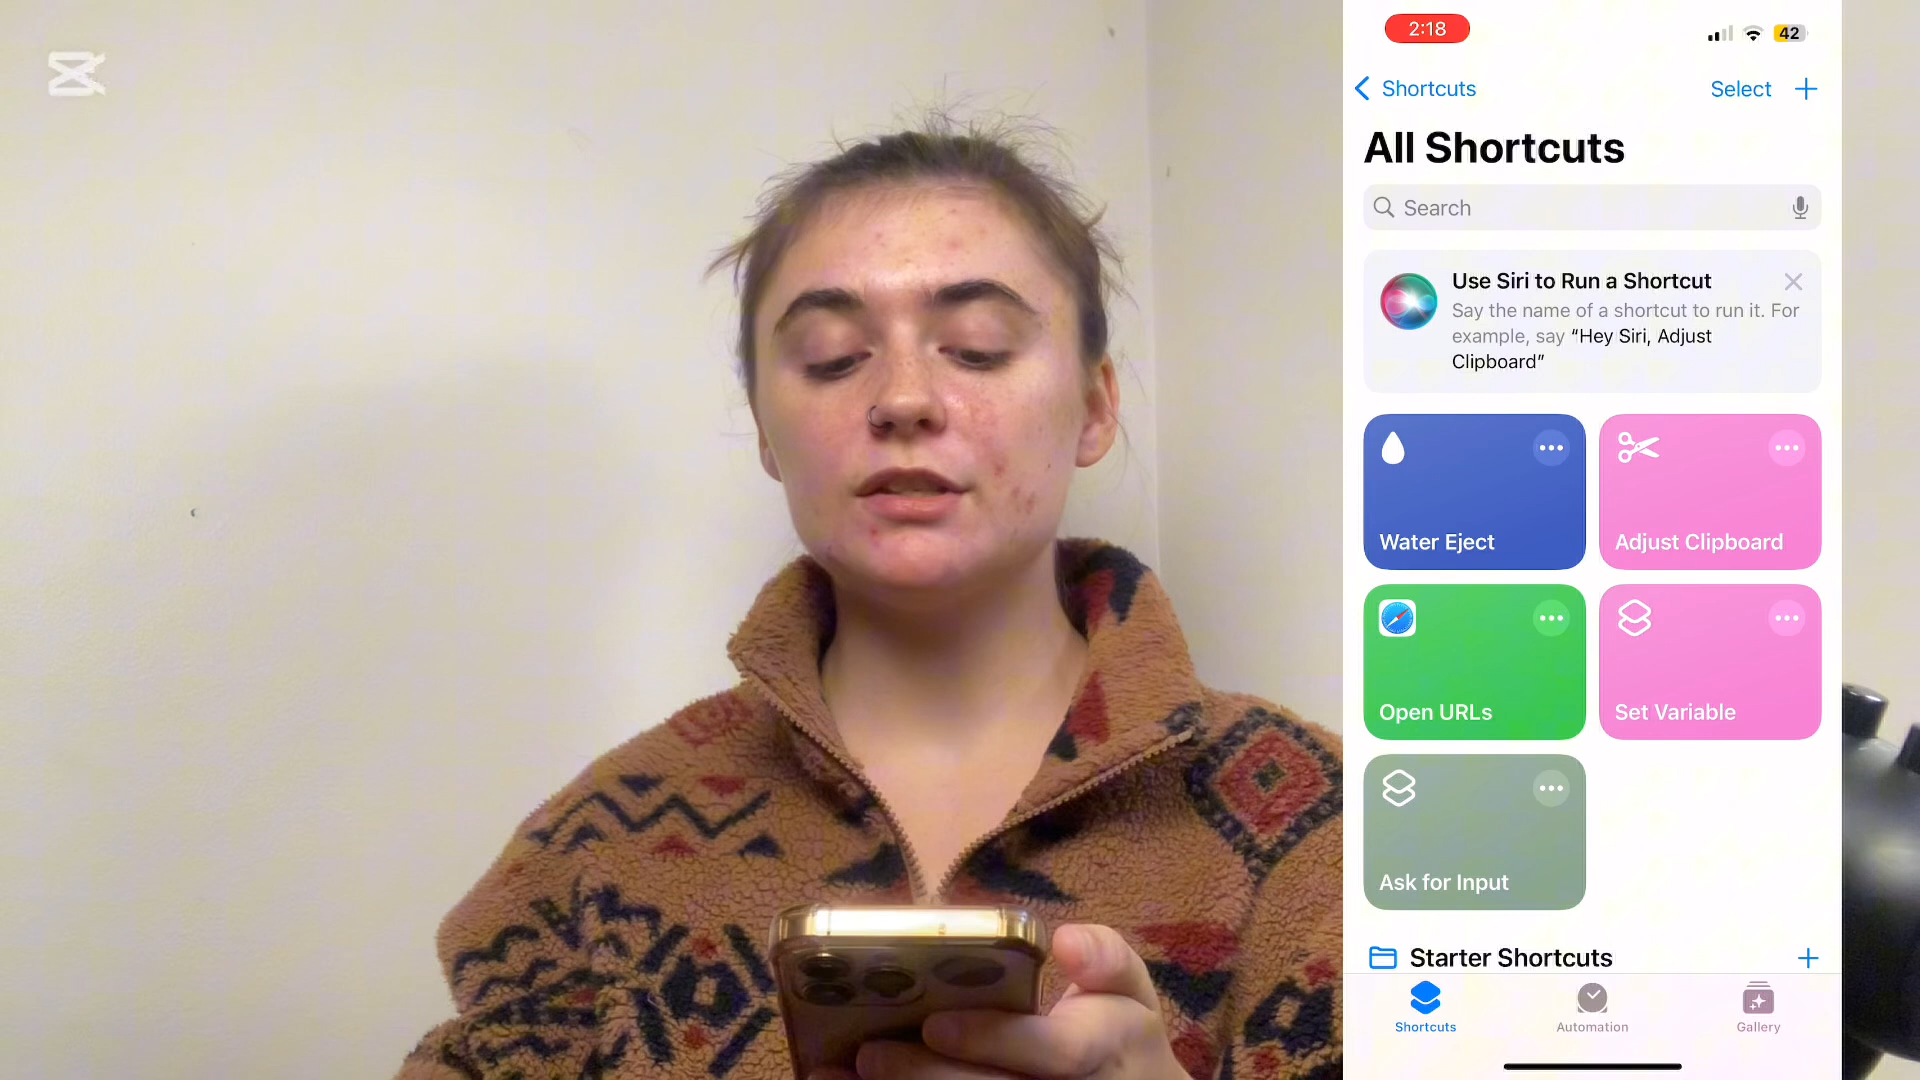 2:18
42
Shortcuts
Select
All Shortcuts
Search
Use Siri to Run a Shortcut
Say the name of a shortcut to run it. For
example, say “Hey Siri, Adjust
Clipboard”
Water Eject
Adjust Clipboard
Open URLs
Set Variable
Ask for Input
Starter Shortcuts
Shortcuts
Automation
Gallery